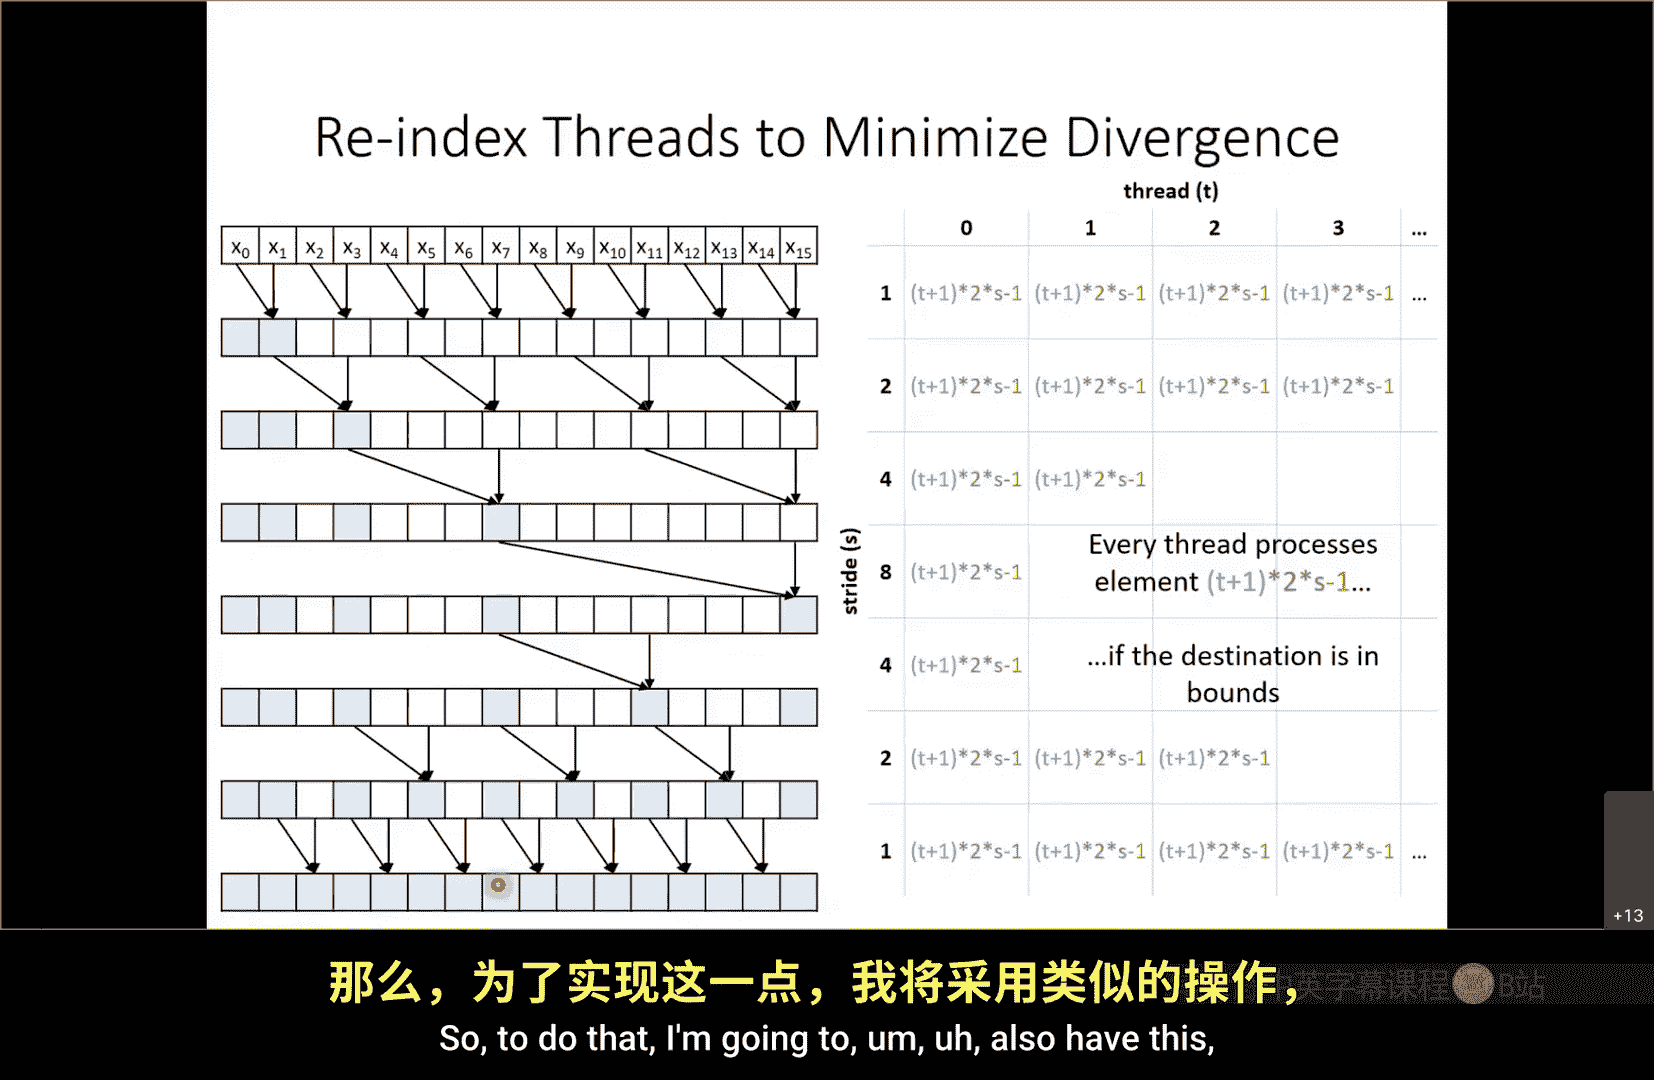 Re-index Threads to Minimize Divergence
thread (t)
0 1 2 3 ...
x0 x1 x2 x3 x4 x5 x6 x7 x8 x9 x10 x11 x12 x13 x14 x15
1 (t+1)*2*s-1 (t+1)*2*s-1 (t+1)*2*s-1 (t+1)*2*s-1 ...
2 (t+1)*2*s-1 (t+1)*2*s-1 (t+1)*2*s-1 (t+1)*2*s-1
4 (t+1)*2*s-1 (t+1)*2*s-1
stride (s)
8 (t+1)*2*s-1
Every thread processes
element (t+1)*2*s-1...
4 (t+1)*2*s-1
...if the destination is in
bounds
2 (t+1)*2*s-1 (t+1)*2*s-1 (t+1)*2*s-1
1 (t+1)*2*s-1 (t+1)*2*s-1 (t+1)*2*s-1 (t+1)*2*s-1 ...
+13
那么，为了实现这一点，我将采用类似的操作，
英字幕课程 B站
So, to do that, I'm going to, um, uh, also have this,